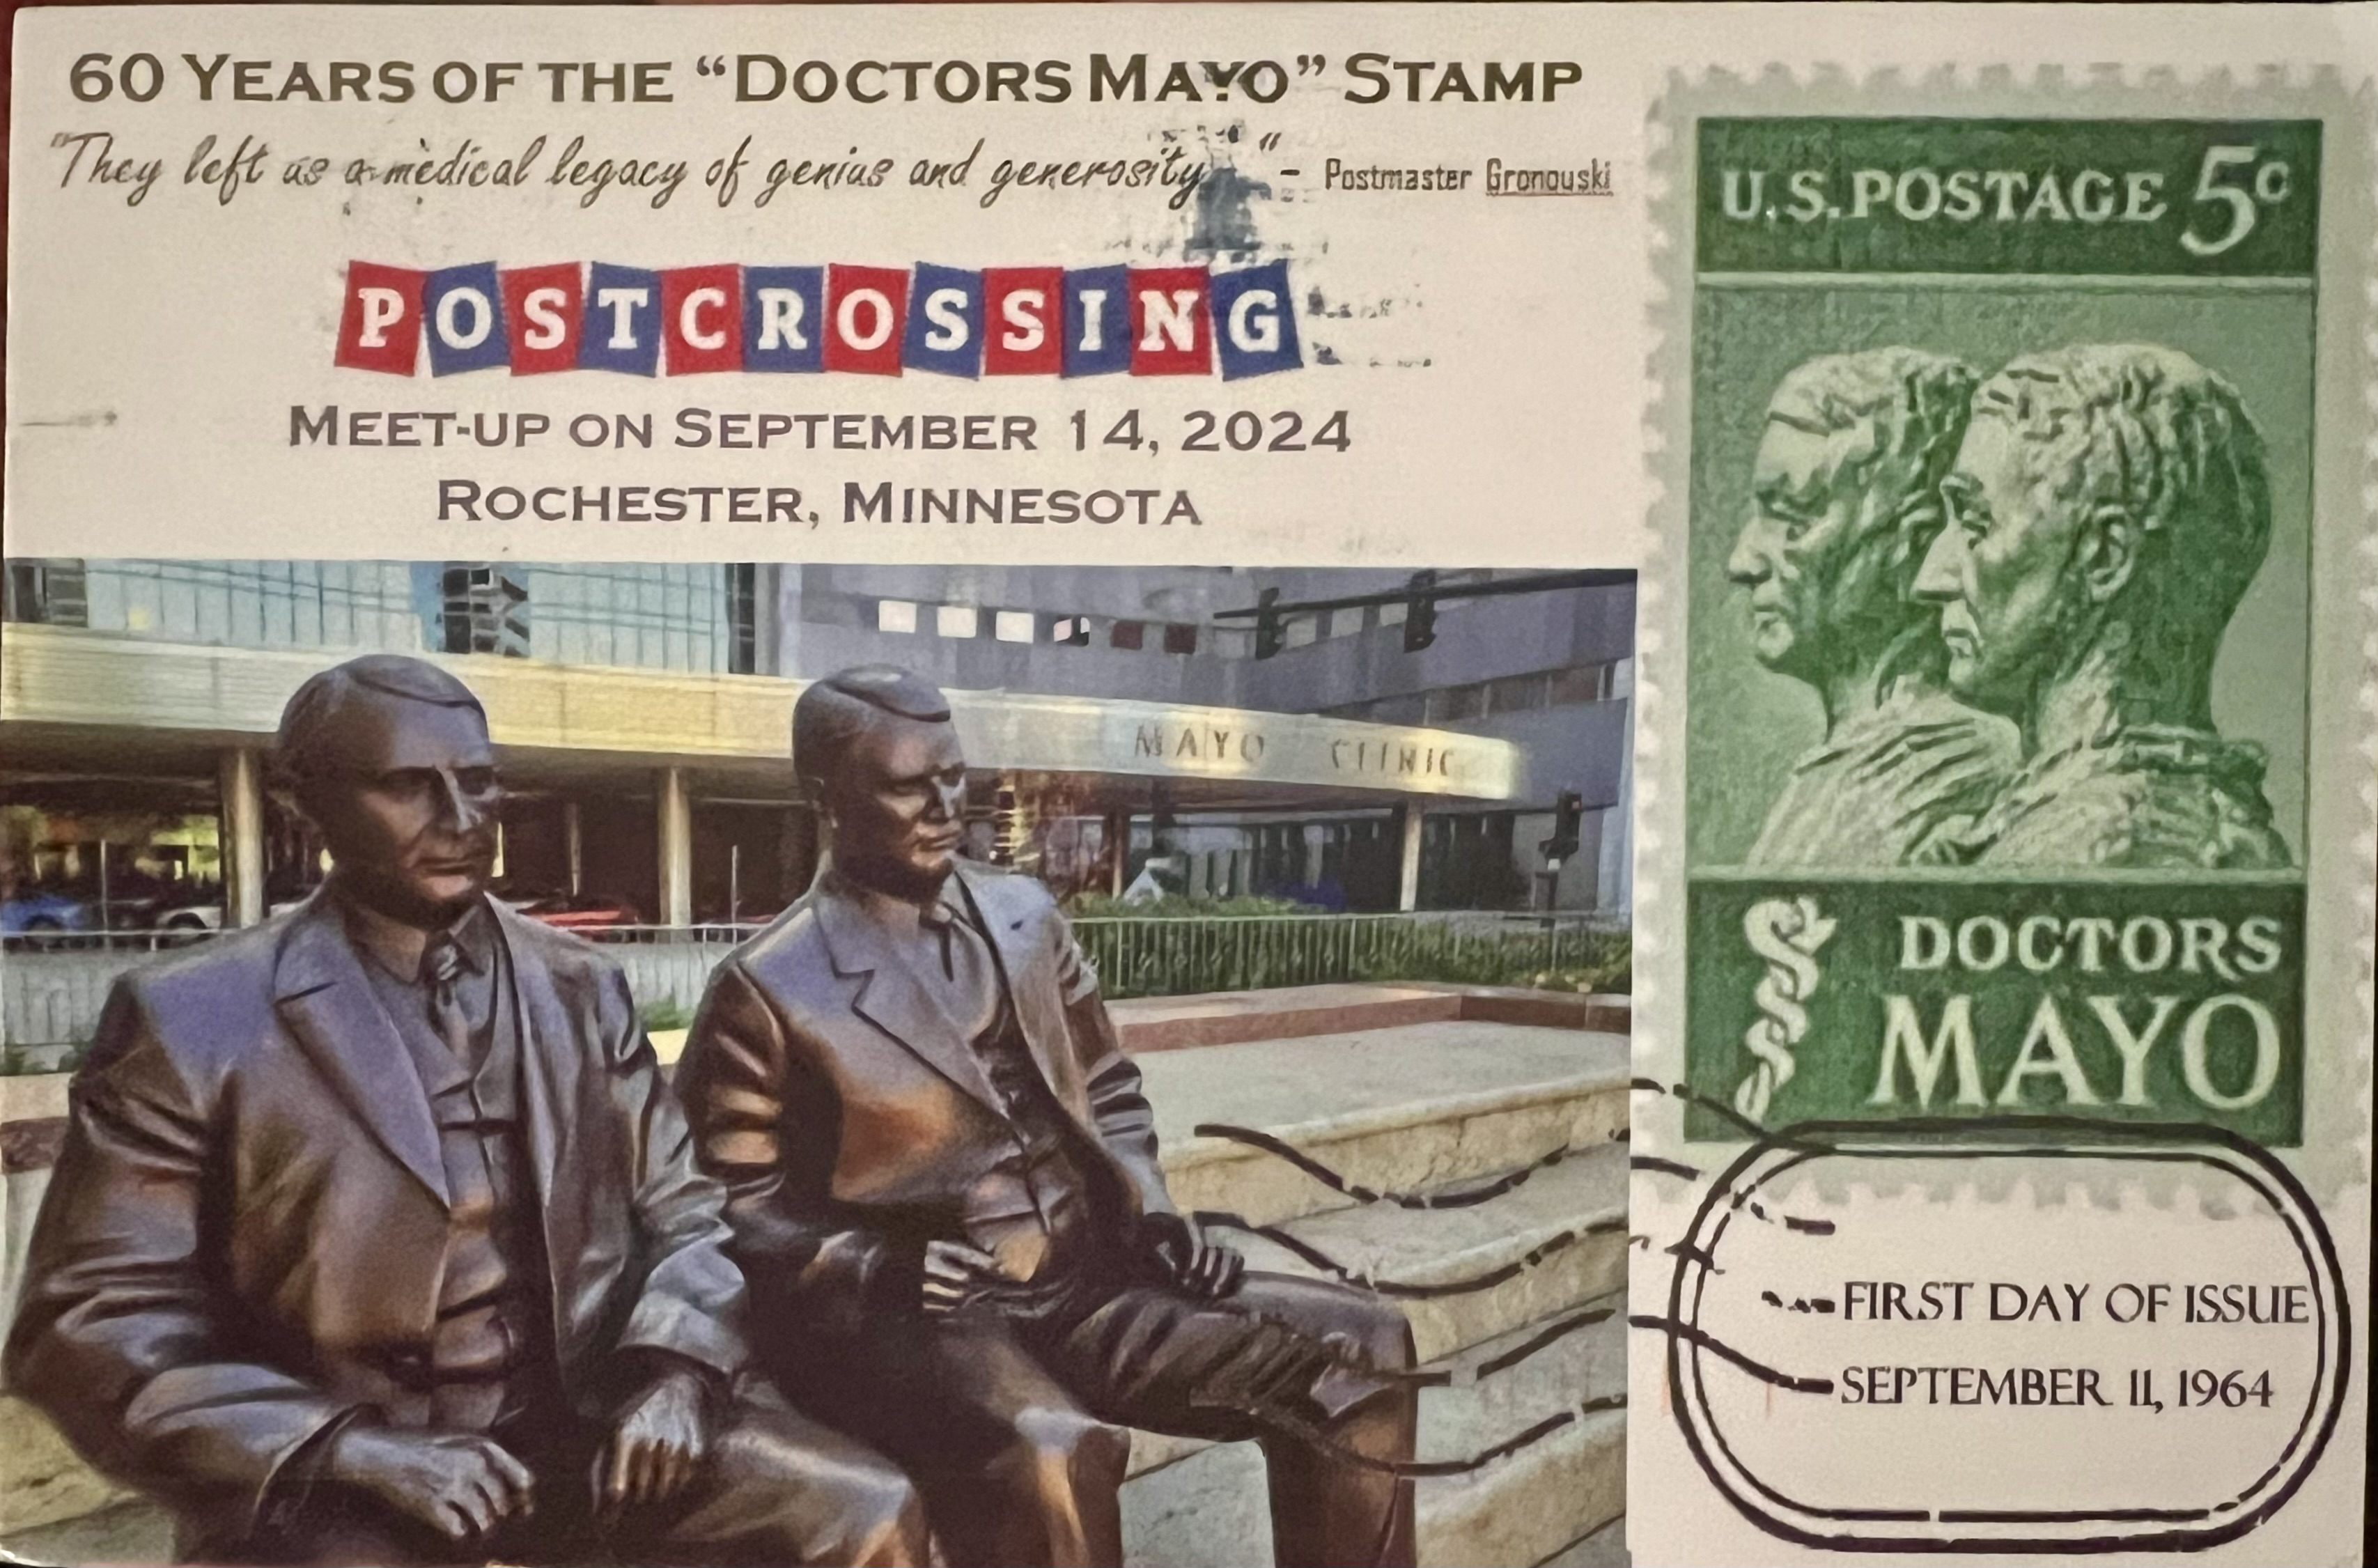 60 YEARS OF THE “DOCTORS MAYO” STAMP
"They left us a medical legacy of genius and generosity" - Postmaster Gronouski
POSTCROSSING
MEET-UP ON SEPTEMBER 14, 2024
ROCHESTER, MINNESOTA
MAYO CLINIC
U.S. POSTAGE 5c
DOCTORS
MAYO
FIRST DAY OF ISSUE
SEPTEMBER 11, 1964